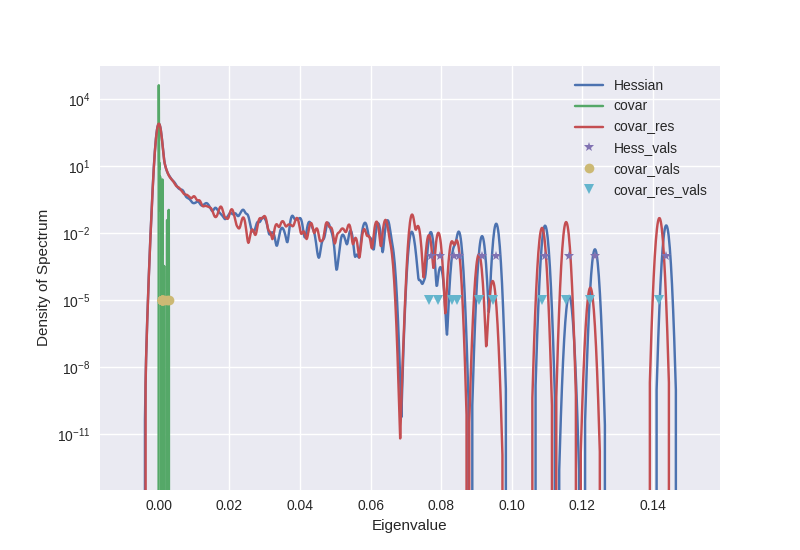 Hessian
covar
covar_res
Hess_vals
covar_vals
covar_res_vals
10^4
10^1
10^−2
10^−5
10^−8
10^−11
Density of Spectrum
0.00 0.02 0.04 0.06 0.08 0.10 0.12 0.14
Eigenvalue